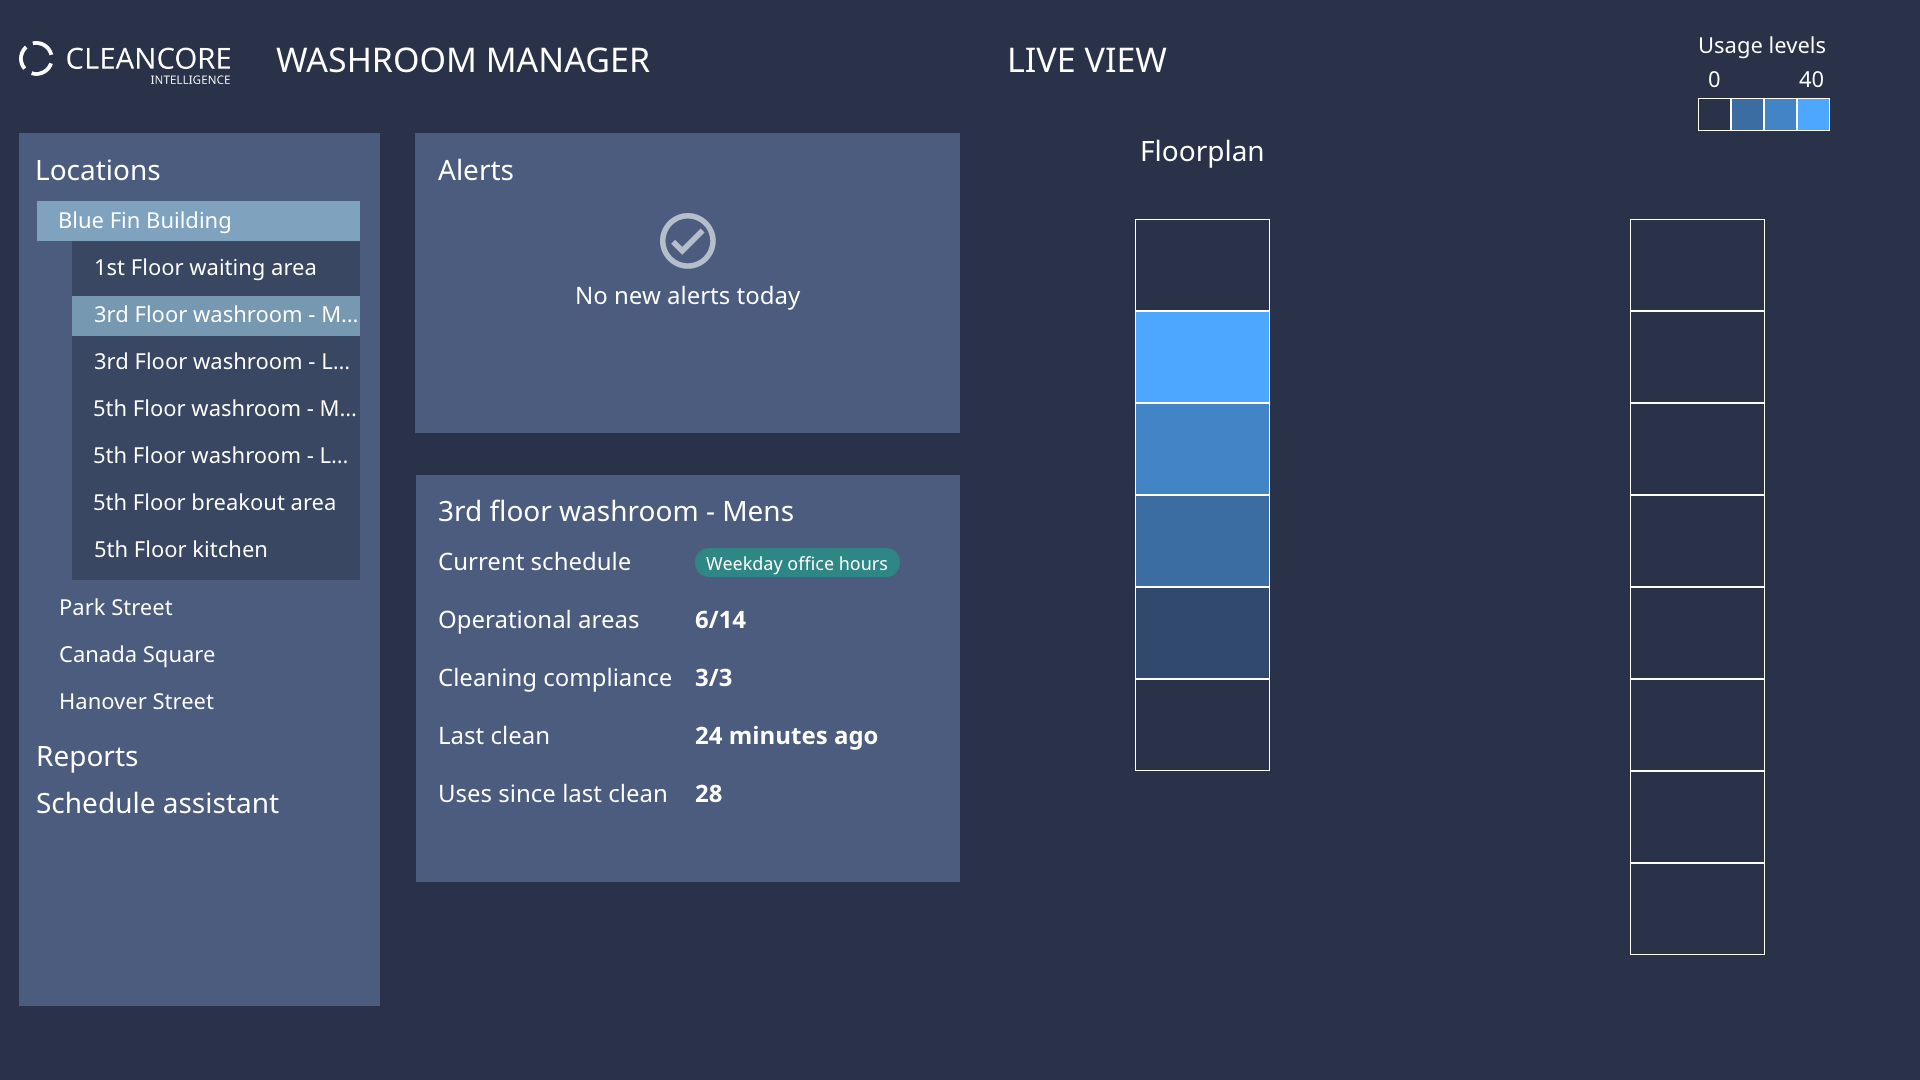 CLEANCORE
INTELLIGENCE
WASHROOM MANAGER
LIVE VIEW
Usage levels
0 40
Locations
Blue Fin Building
1st Floor waiting area
3rd Floor washroom - M...
3rd Floor washroom - L...
5th Floor washroom - M...
5th Floor washroom - L...
5th Floor breakout area
5th Floor kitchen
Park Street
Canada Square
Hanover Street
Reports
Schedule assistant
Alerts
No new alerts today
3rd floor washroom - Mens
Current schedule Weekday office hours
Operational areas 6/14
Cleaning compliance 3/3
Last clean 24 minutes ago
Uses since last clean 28
Floorplan